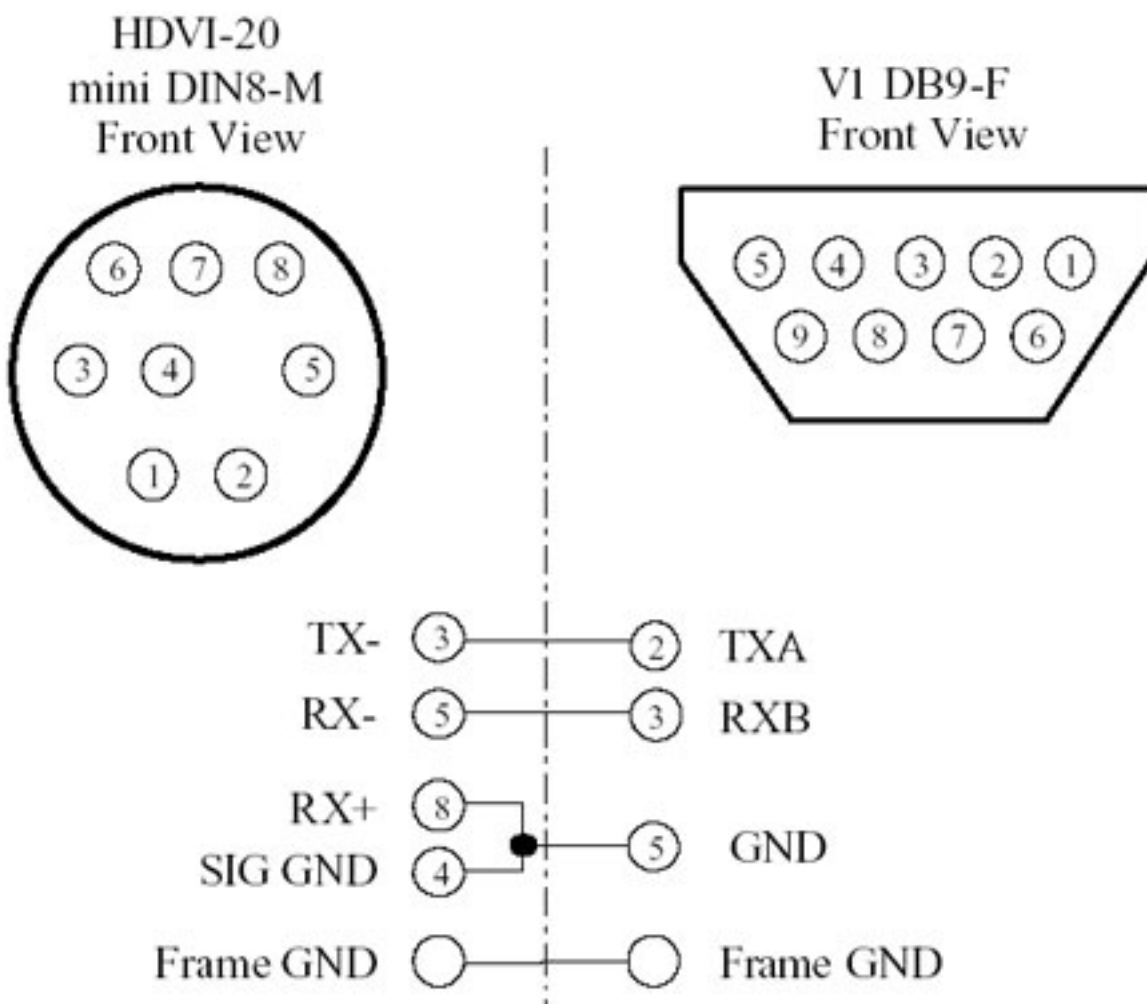 HDVI-20
mini DIN8-M
Front View
V1 DB9-F
Front View
6 7 8
3 4 5
1 2
5 4 3 2 1
9 8 7 6
TX- 3 2 TXA
RX- 5 3 RXB
RX+ 8
5 GND
SIG GND 4
Frame GND Frame GND